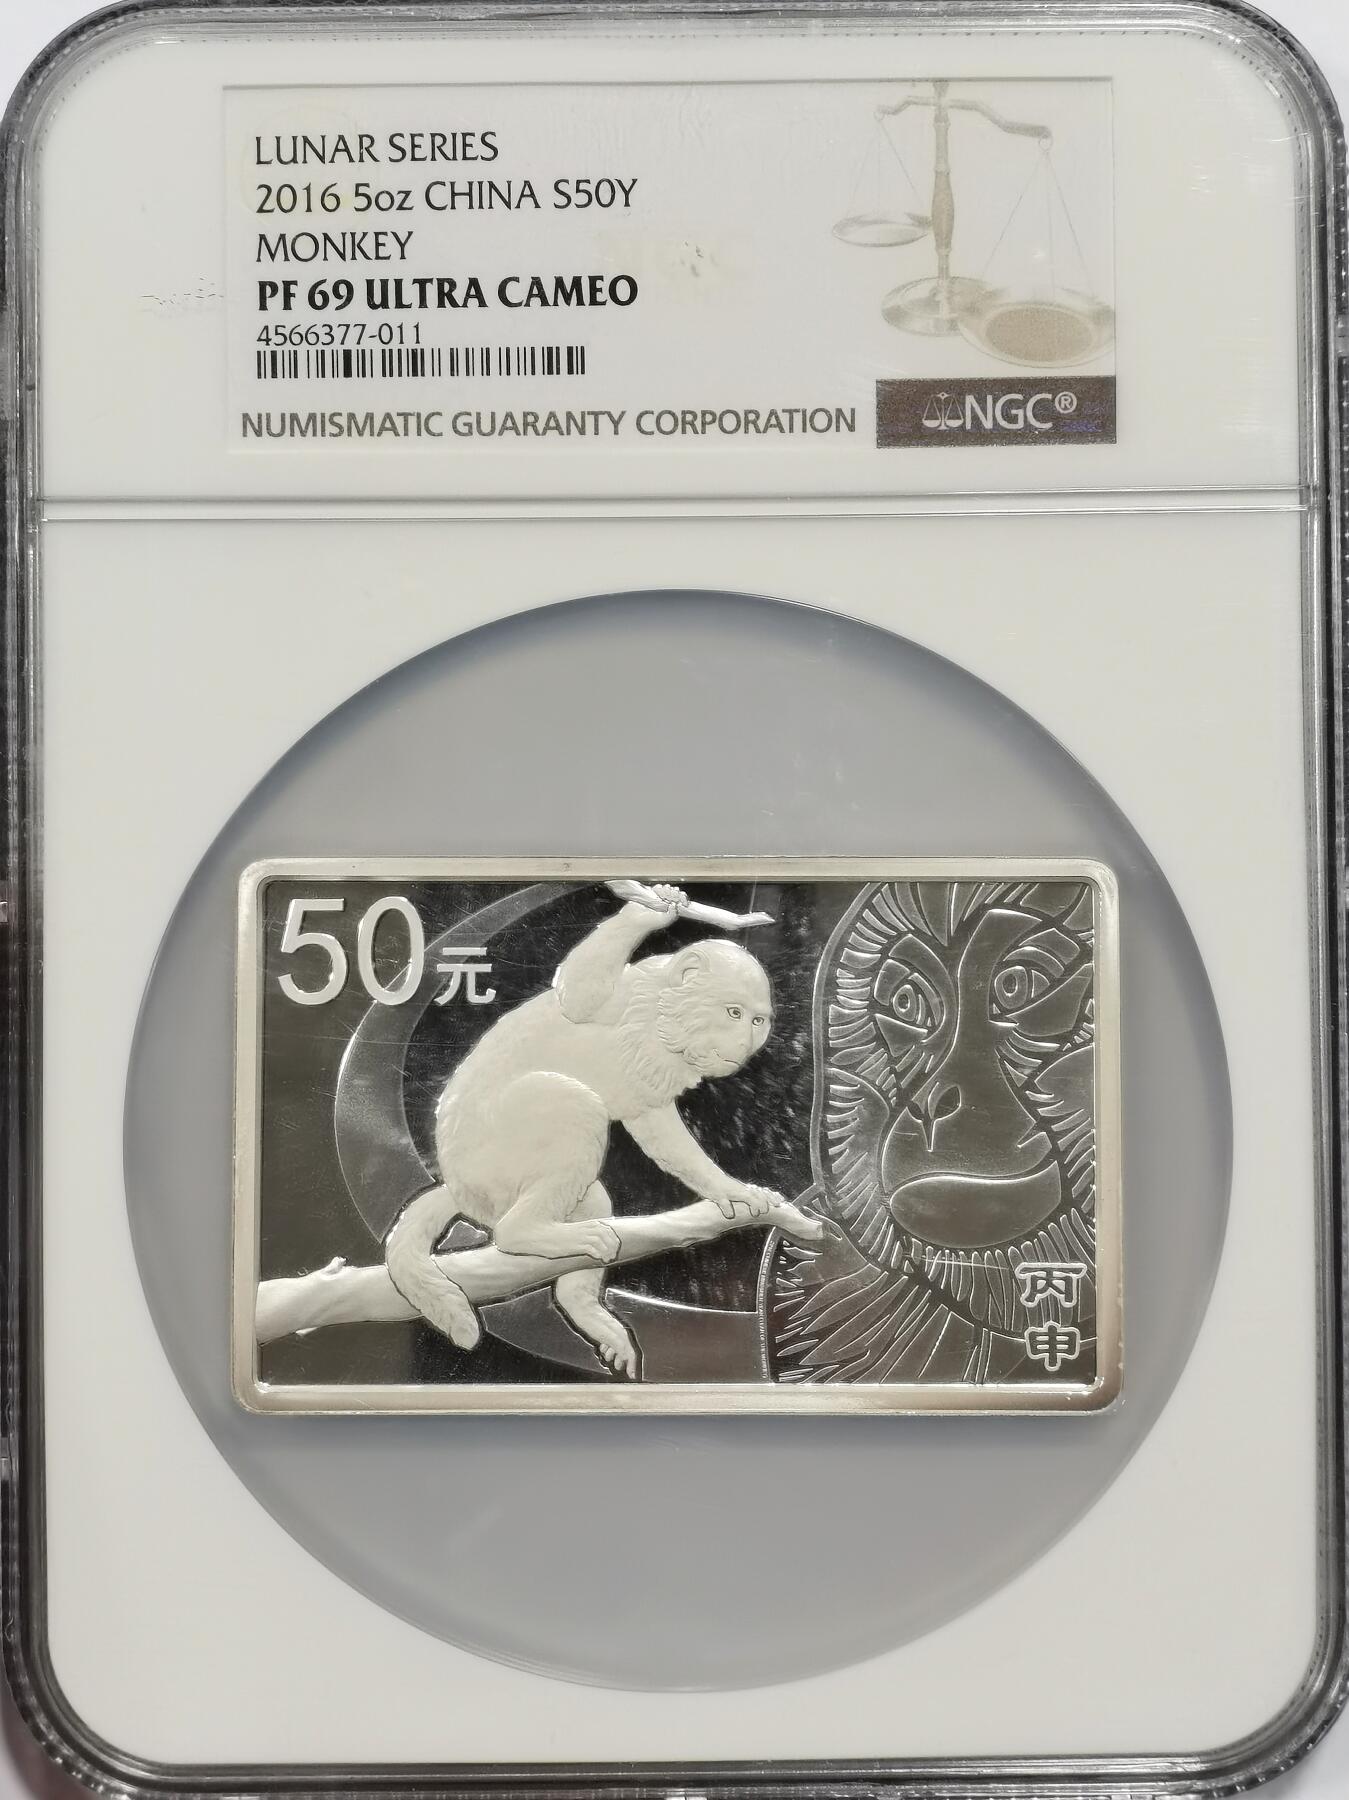 LUNAR SERIES
2016 5oz CHINA S50Y
MONKEY
PF 69 ULTRA CAMEO
4566377-011
NUMISMATIC GUARANTY CORPORATION
NGC®
50元
丙
申